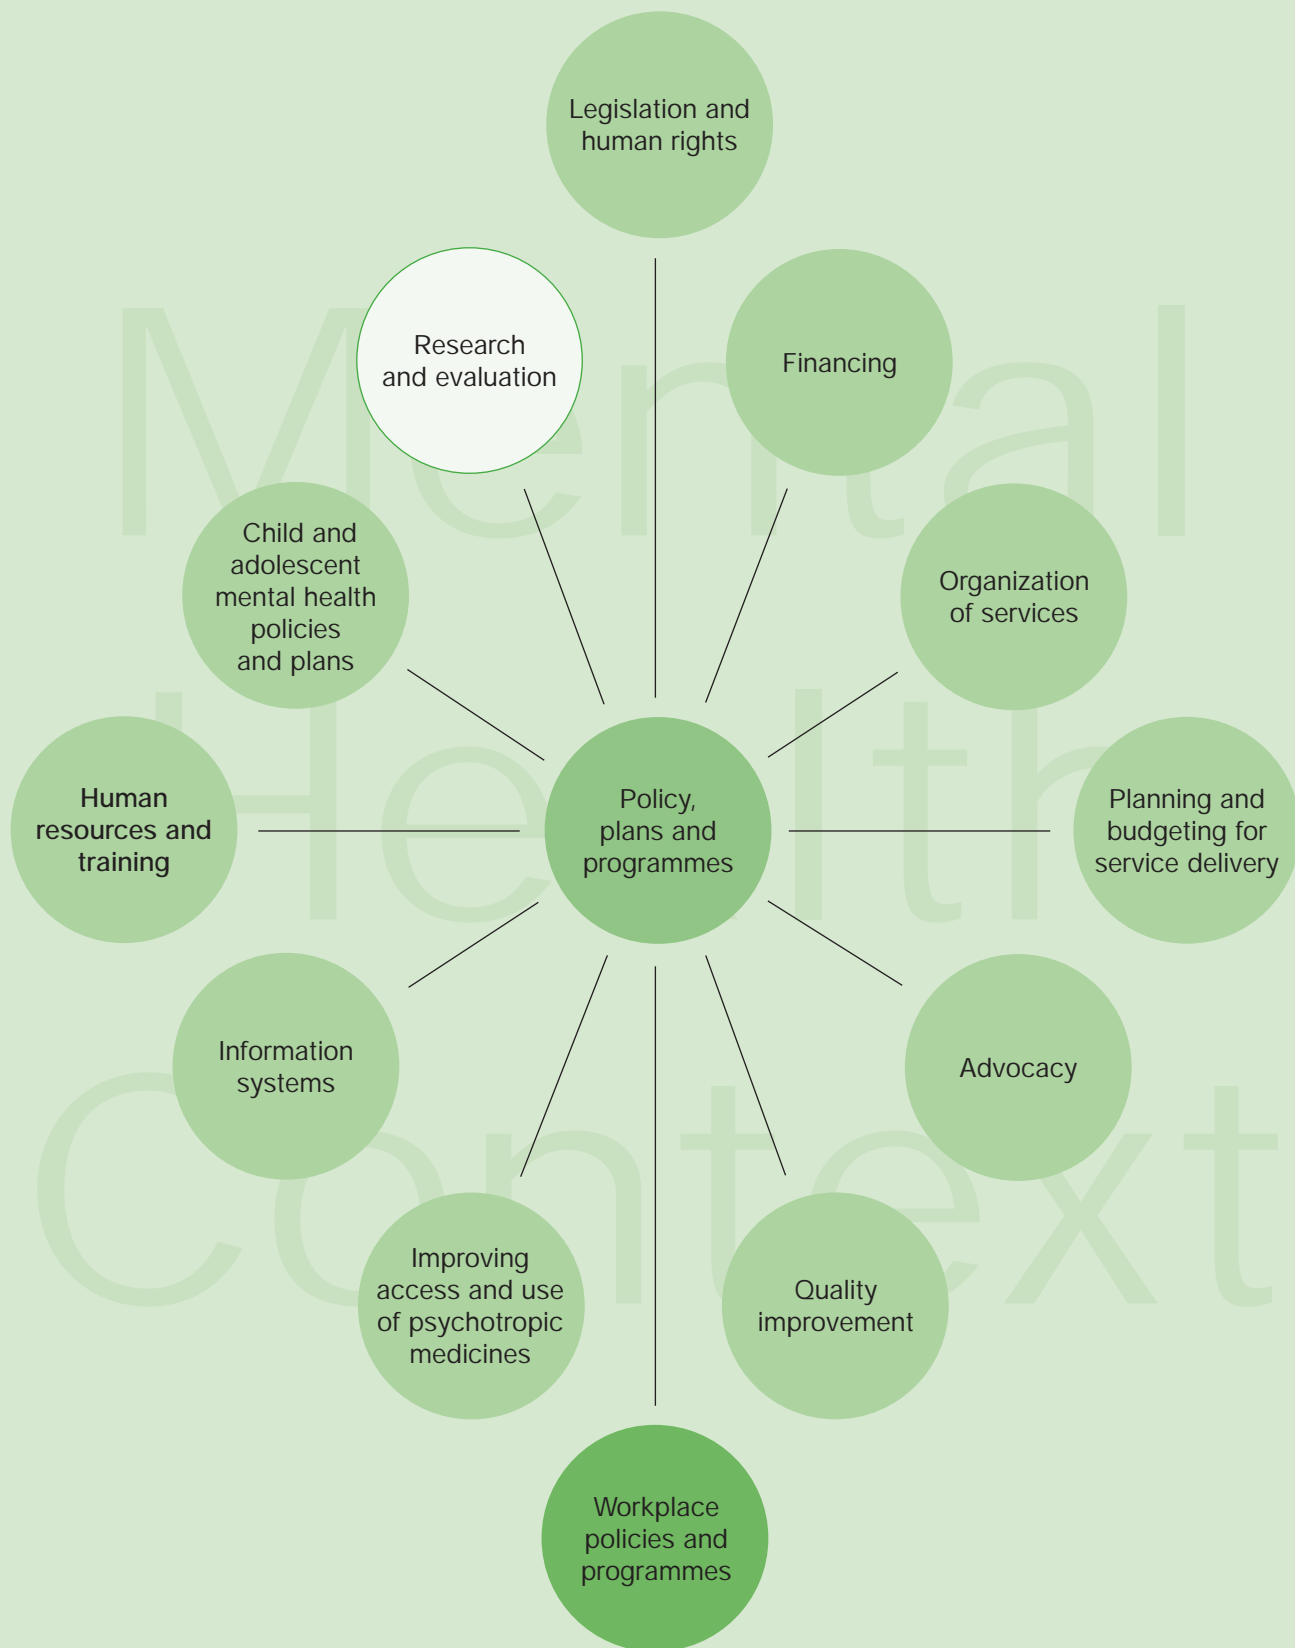 Legislation and
human rights
Research
and evaluation
Financing
Child and
adolescent
mental health
policies
and plans
Organization
of services
Human
resources and
training
Policy,
plans and
programmes
Planning and
budgeting for
service delivery
Information
systems
Advocacy
Improving
access and use
of psychotropic
medicines
Quality
improvement
Workplace
policies and
programmes
Mental
Health
Context